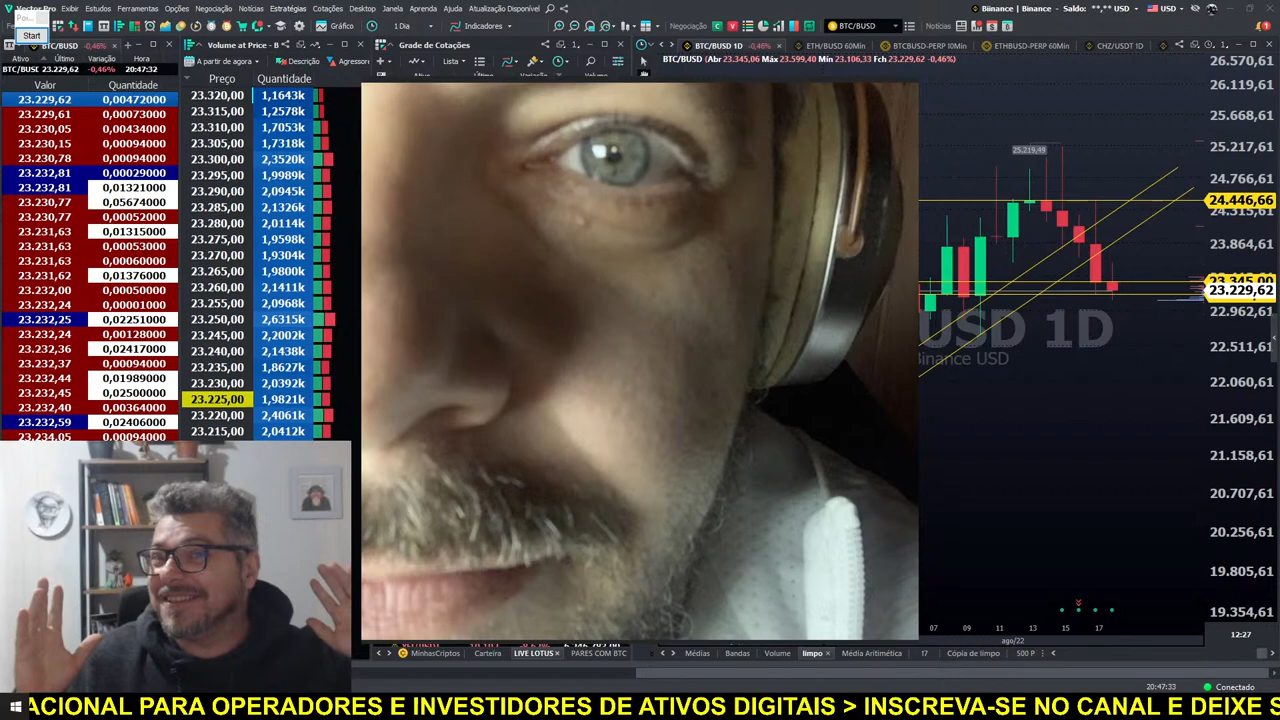 Vector Pro Exibir Estudos Ferramentas Opções Negociação Notícias Estratégias Cotações Desktop Janela Aprenda Ajuda Atualização Disponível
Binance | Binance Saldo: **,** USD USD
Start
Gráfico 1 Dia Indicadores Negociação BTC/BUSD Notícias
BTC/BUSD -0,46%
Volume at Price - B
Grade de Cotações
BTC/BUSD 1D -0,46% ETH/BUSD 60Min BTCBUSD-PERP 10Min ETHBUSD-PERP 60Min CHZ/USDT 1D
Ativo Último Variação Hora
A partir de agora Descrição Agressor
Lista
BTC/BUSD 23.229,62 -0,46% 20:47:32
BTC/BUSD (Abr 23.345,06 Máx 23.599,40 Mín 23.106,33 Fch 23.229,62 -0,46%)
Valor Quantidade
Preço Quantidade
23.229,62 0,00472000
23.229,61 0,00073000
23.230,05 0,00434000
23.230,15 0,00094000
23.230,78 0,00094000
23.232,81 0,00029000
23.232,81 0,01321000
23.230,77 0,05674000
23.230,77 0,00052000
23.231,63 0,01315000
23.231,63 0,00053000
23.231,63 0,00060000
23.231,62 0,01376000
23.232,00 0,00050000
23.232,24 0,00001000
23.232,25 0,02251000
23.232,24 0,00128000
23.232,36 0,02417000
23.232,37 0,00094000
23.232,44 0,01989000
23.232,45 0,02500000
23.232,40 0,00364000
23.232,59 0,02406000
23.234,05 0,00094000
23.320,00 1,1643k
23.315,00 1,2578k
23.310,00 1,7053k
23.305,00 1,7318k
23.300,00 2,3520k
23.295,00 1,9989k
23.290,00 2,0945k
23.285,00 2,1326k
23.280,00 2,0114k
23.275,00 1,9598k
23.270,00 1,9304k
23.265,00 1,9800k
23.260,00 2,1411k
23.255,00 2,0968k
23.250,00 2,6315k
23.245,00 2,2002k
23.240,00 2,1438k
23.235,00 1,8627k
23.230,00 2,0392k
23.225,00 1,9821k
23.220,00 2,4061k
23.215,00 2,0412k
26.570,61
26.119,61
25.668,61
25.217,61
25.219,49
24.766,61
24.446,66
24.315,61
23.864,61
23.345,00
23.229,62
22.962,61
USD 1D
Binance USD
22.511,61
22.060,61
21.609,61
21.158,61
20.707,61
20.256,61
19.805,61
19.354,61
07 09 11 13 15 17
ago/22
12:27
MinhasCriptos Carteira LIVE LOTUS PARES COM BTC
Médias Bandas Volume limpo Média Aritmética 17 Cópia de limpo 500 P
20:47:33 Conectado
ACIONAL PARA OPERADORES E INVESTIDORES DE ATIVOS DIGITAIS > INSCREVA-SE NO CANAL E DEIXE S